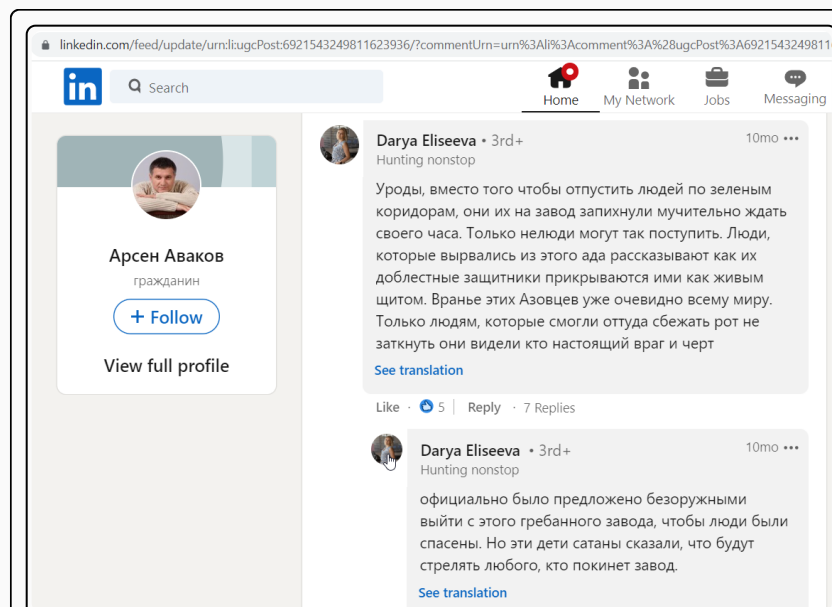 linkedin.com/feed/update/urn:li:ugcPost:6921543249811623936/?commentUrn=urn%3Ali%3Acomment%3A%28ugcPost%3A6921543249811
in
Search
Home
My Network
Jobs
Messaging
Арсен Аваков
гражданин
+ Follow
View full profile
Darya Eliseeva • 3rd+
10mo •••
Hunting nonstop
Уроды, вместо того чтобы отпустить людей по зеленым
коридорам, они их на завод запихнули мучительно ждать
своего часа. Только нелюди могут так поступить. Люди,
которые вырвались из этого ада рассказывают как их
доблестные защитники прикрываются ими как живым
щитом. Вранье этих Азовцев уже очевидно всему миру.
Только людям, которые смогли оттуда сбежать рот не
заткнуть они видели кто настоящий враг и черт
See translation
Like · 5 | Reply · 7 Replies
Darya Eliseeva • 3rd+
10mo •••
Hunting nonstop
официально было предложено безоружными
выйти с этого гребанного завода, чтобы люди были
спасены. Но эти дети сатаны сказали, что будут
стрелять любого, кто покинет завод.
See translation